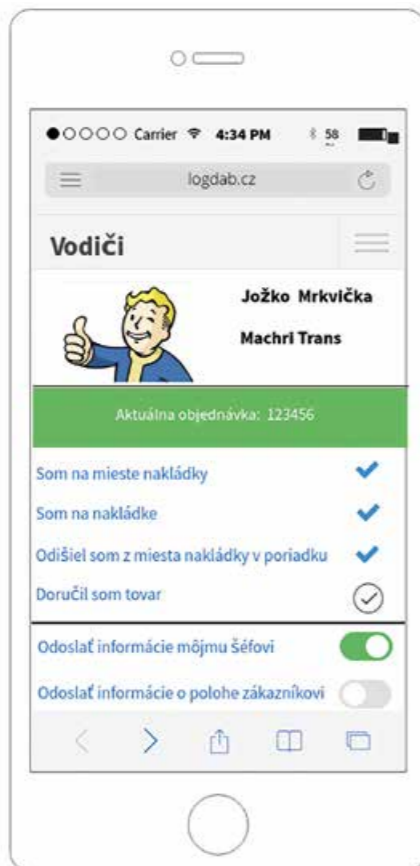 Carrier 4:34 PM 58
logdab.cz
Vodiči
Jožko Mrkvička
Machri Trans
Aktuálna objednávka: 123456
Som na mieste nakládky
Som na nakládke
Odišiel som z miesta nakládky v poriadku
Doručil som tovar
Odoslať informácie môjmu šéfovi
Odoslať informácie o polohe zákazníkovi